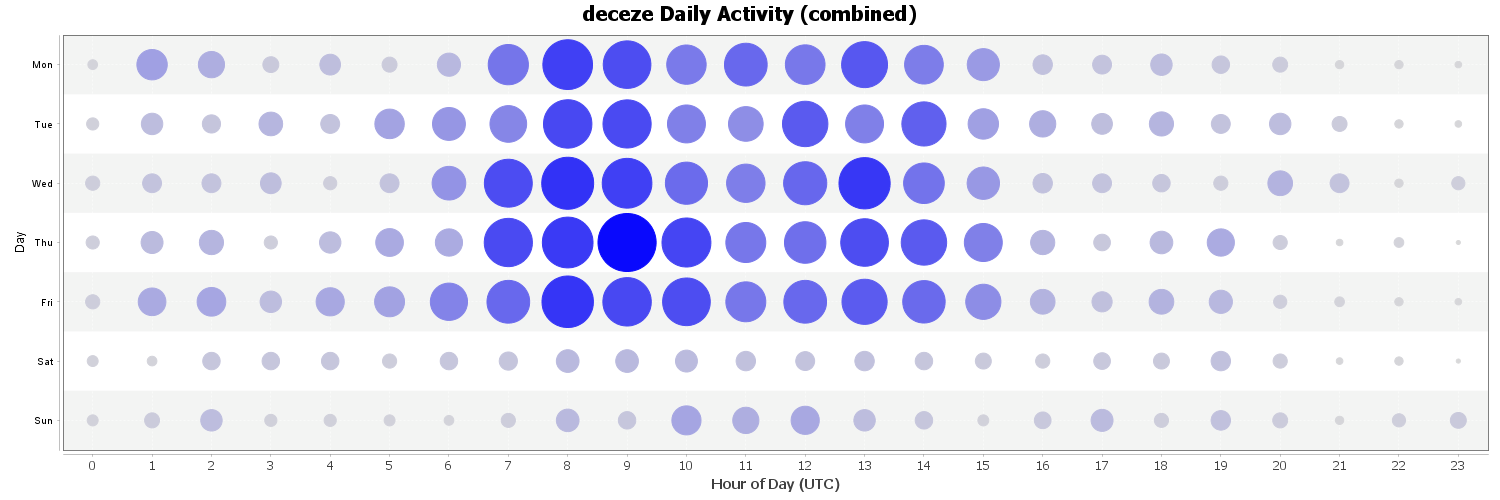 deceze Daily Activity (combined)
Mon
Tue
Wed
Thu
Fri
Sat
Sun
Day
0 1 2 3 4 5 6 7 8 9 10 11 12 13 14 15 16 17 18 19 20 21 22 23
Hour of Day (UTC)